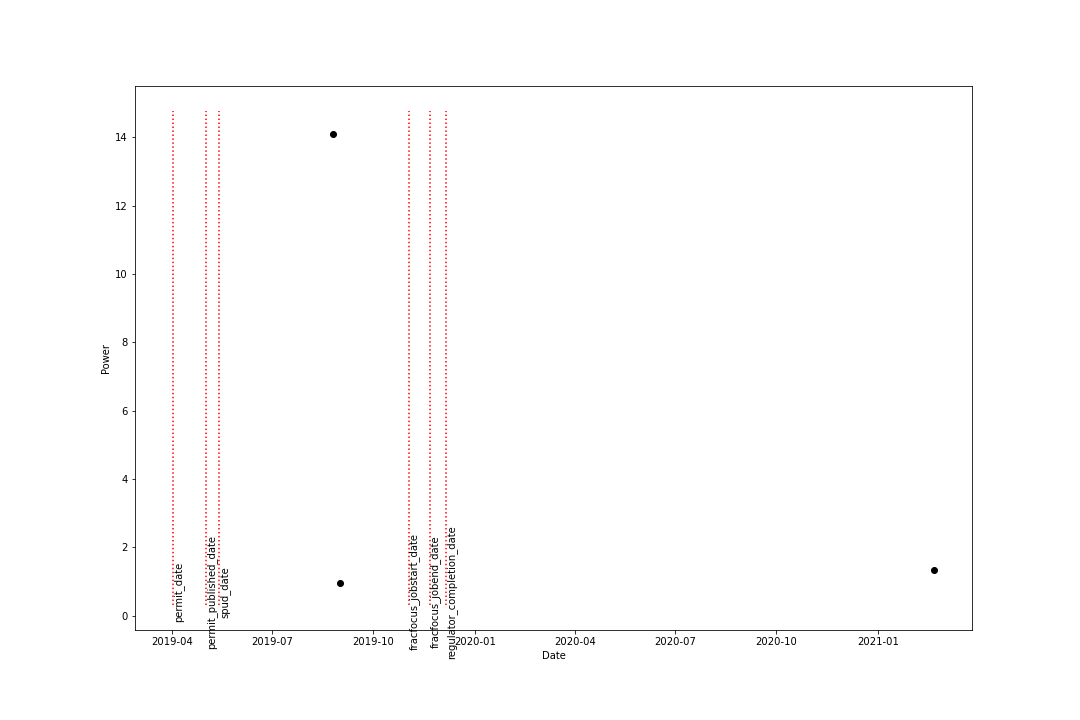 14
12
10
8
6
4
2
0
Power
permit_date
permit_published_date
spud_date
fracfocus_jobstart_date
fracfocus_jobend_date
regulator_completion_date
2019-04
2019-07
2019-10
2020-01
2020-04
2020-07
2020-10
2021-01
Date